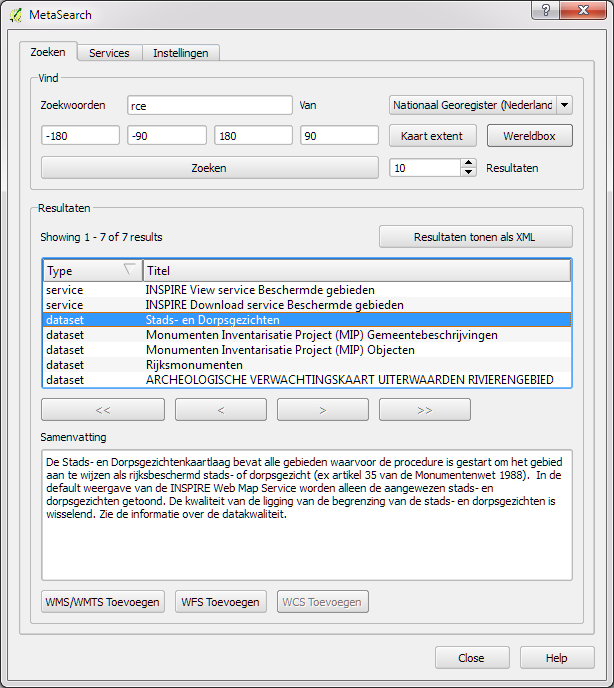 MetaSearch
?
Zoeken Services Instellingen
Vind
Zoekwoorden rce Van Nationaal Georegister (Nederland
-180 -90 180 90 Kaart extent Wereldbox
Zoeken 10 Resultaten
Resultaten
Showing 1 - 7 of 7 results Resultaten tonen als XML
Type Titel
service INSPIRE View service Beschermde gebieden
service INSPIRE Download service Beschermde gebieden
dataset Stads- en Dorpsgezichten
dataset Monumenten Inventarisatie Project (MIP) Gemeentebeschrijvingen
dataset Monumenten Inventarisatie Project (MIP) Objecten
dataset Rijksmonumenten
dataset ARCHEOLOGISCHE VERWACHTINGSKAART UITERWAARDEN RIVIERENGEBIED
<< < > >>
Samenvatting
De Stads- en Dorpsgezichtenkaartlaag bevat alle gebieden waarvoor de procedure is gestart om het gebied
aan te wijzen als rijksbeschermd stads- of dorpsgezicht (ex artikel 35 van de Monumentenwet 1988). In de
default weergave van de INSPIRE Web Map Service worden alleen de aangewezen stads- en
dorpsgezichten getoond. De kwaliteit van de ligging van de begrenzing van de stads- en dorpsgezichten is
wisselend. Zie de informatie over de datakwaliteit.
WMS/WMTS Toevoegen WFS Toevoegen WCS Toevoegen
Close Help